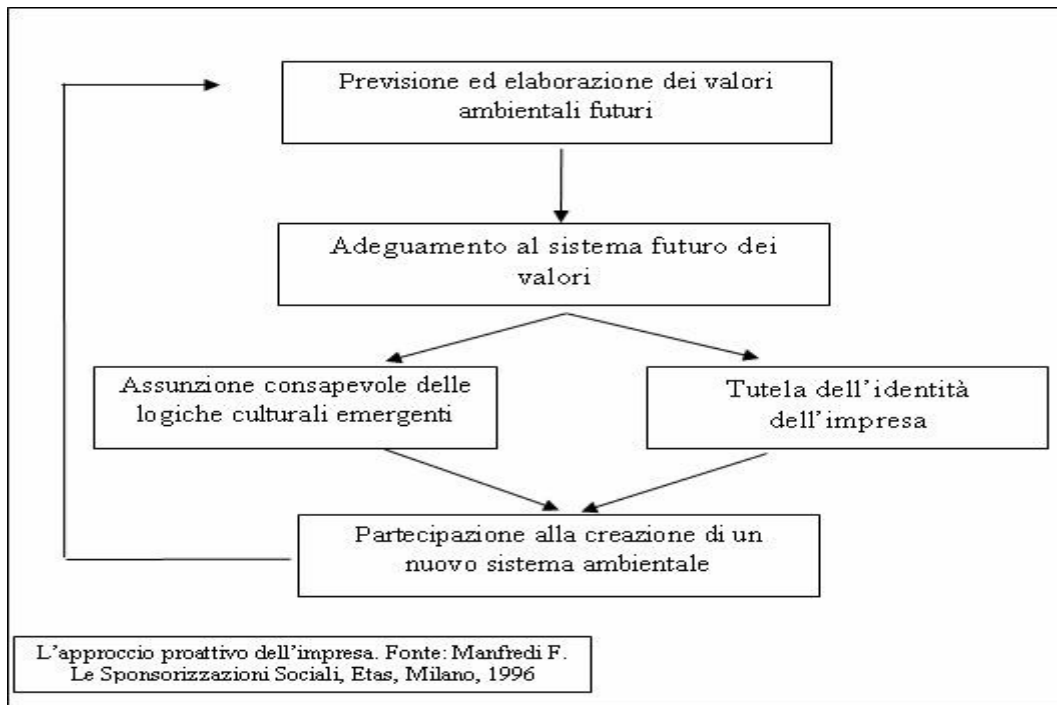 Previsione ed elaborazione dei valori
ambientali futuri
Adeguamento al sistema futuro dei
valori
Assunzione consapevole delle
logiche culturali emergenti
Tutela dell'identità
dell'impresa
Partecipazione alla creazione di un
nuovo sistema ambientale
L'approccio proattivo dell'impresa. Fonte: Manfredi F.
Le Sponsorizzazioni Sociali, Etas, Milano, 1996